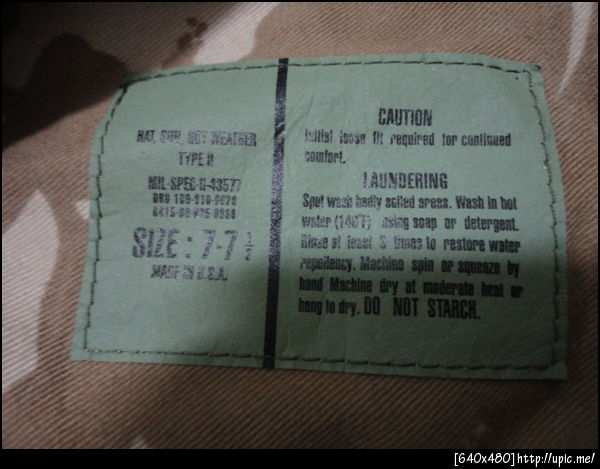 HAT, SUN, HOT WEATHER
TYPE II
MIL-SPEC-H-43577
SIZE : 7-7 ½
MADE IN U.S.A.
CAUTION
Initial loose fit required for continued
comfort.
LAUNDERING
Spot wash badly soiled areas. Wash in hot
water (140°F) using soap or detergent.
Rinse at least 5 times to restore water
repellency. Machine spin or squeeze by
hand Machine dry at moderate heat or
hang to dry. DO NOT STARCH.
[640x480]http://upic.me/